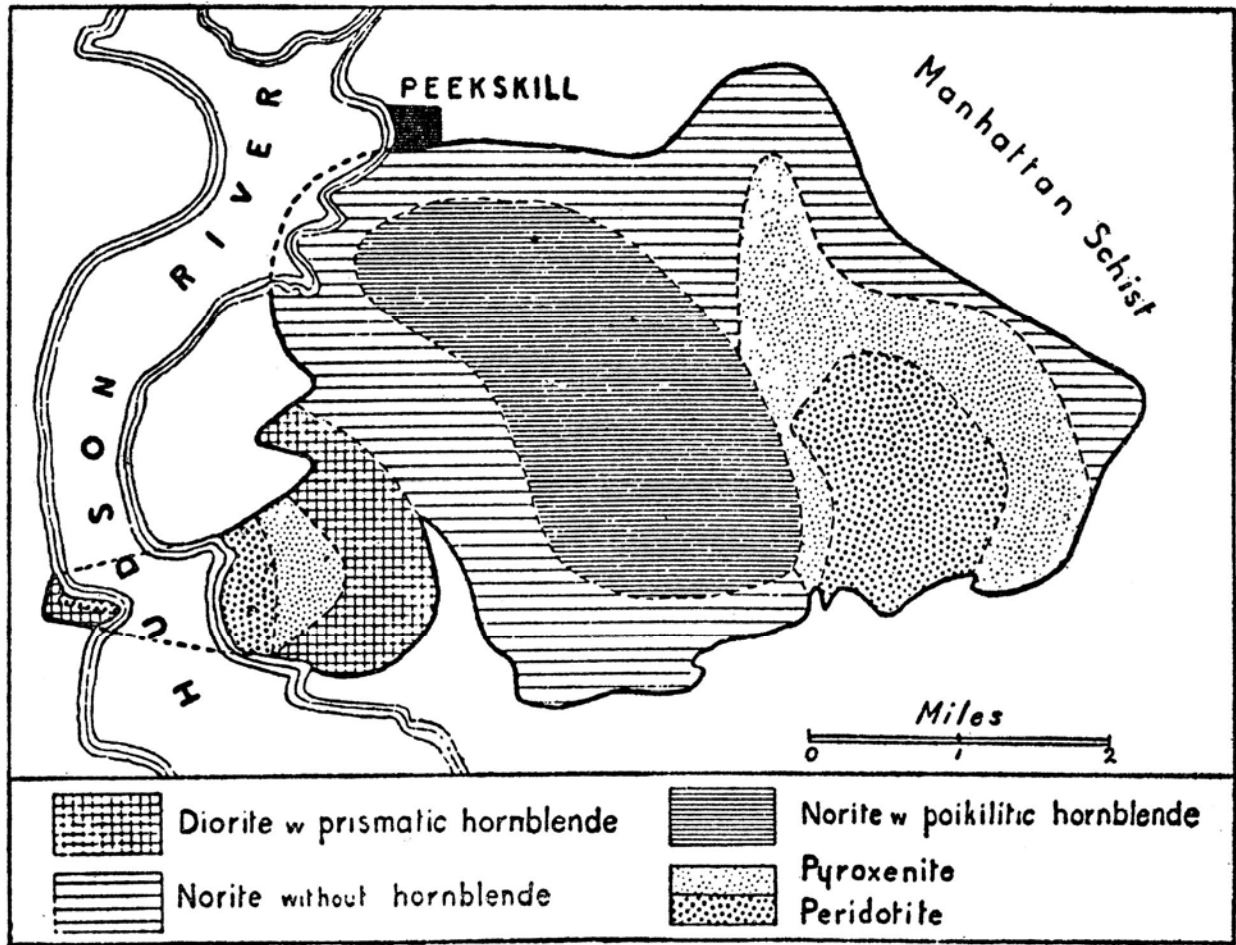 PEEKSKILL
HUDSON RIVER
Manhattan Schist
Miles
0 1 2
Diorite w prismatic hornblende
Norite without hornblende
Norite w poikilitic hornblende
Pyroxenite
Peridotite